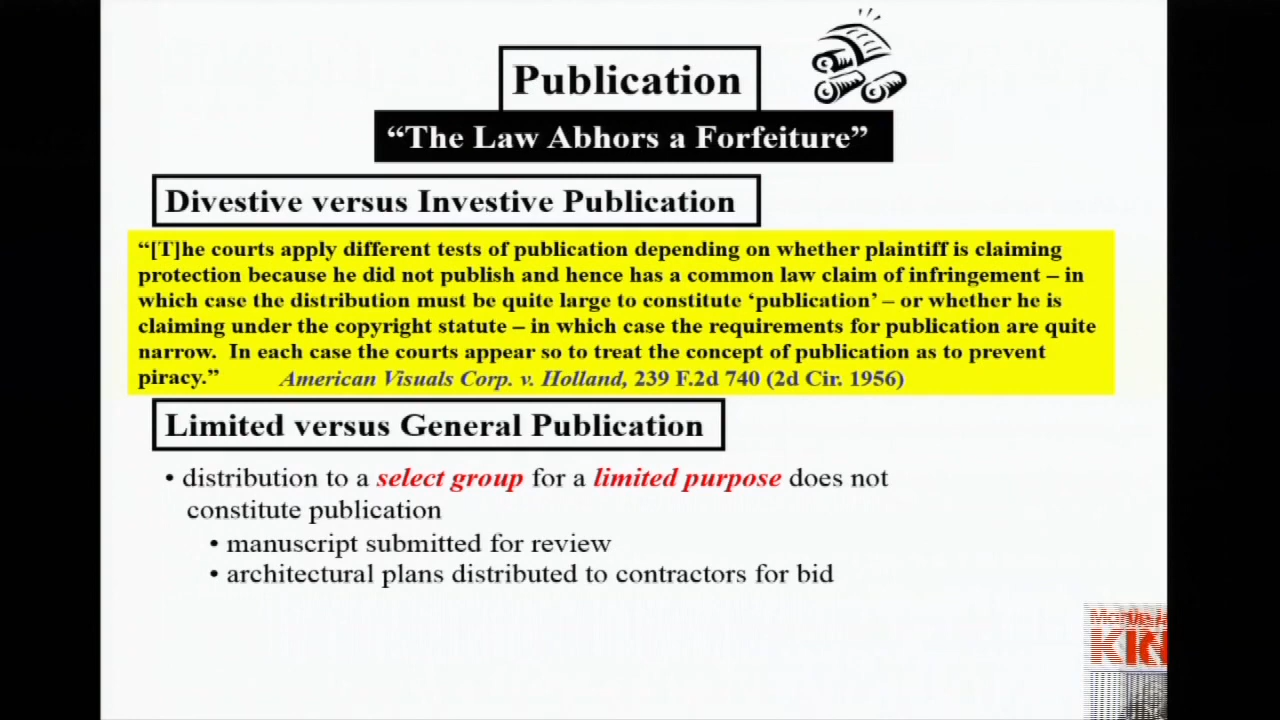 Publication
“The Law Abhors a Forfeiture”
Divestive versus Investive Publication
“[T]he courts apply different tests of publication depending on whether plaintiff is claiming
protection because he did not publish and hence has a common law claim of infringement – in
which case the distribution must be quite large to constitute ‘publication’ – or whether he is
claiming under the copyright statute – in which case the requirements for publication are quite
narrow.  In each case the courts appear so to treat the concept of publication as to prevent
piracy.” American Visuals Corp. v. Holland, 239 F.2d 740 (2d Cir. 1956)
Limited versus General Publication
• distribution to a select group for a limited purpose does not
constitute publication
• manuscript submitted for review
• architectural plans distributed to contractors for bid